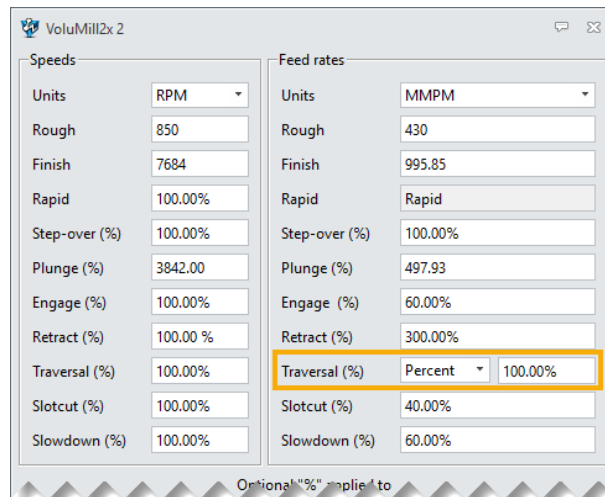 VoluMill2x 2
Speeds
Units RPM
Rough 850
Finish 7684
Rapid 100.00%
Step-over (%) 100.00%
Plunge (%) 3842.00
Engage (%) 100.00%
Retract (%) 100.00 %
Traversal (%) 100.00%
Slotcut (%) 100.00%
Slowdown (%) 100.00%
Feed rates
Units MMPM
Rough 430
Finish 995.85
Rapid Rapid
Step-over (%) 100.00%
Plunge (%) 497.93
Engage (%) 60.00%
Retract (%) 300.00%
Traversal (%) Percent 100.00%
Slotcut (%) 40.00%
Slowdown (%) 60.00%
Optional "%" applied to